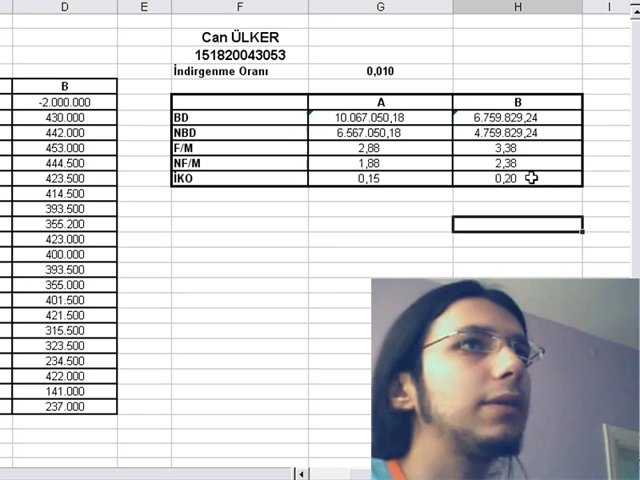 D E F G H I
Can ÜLKER
151820043053
İndirgenme Oranı 0,010
B
-2.000.000
430.000
442.000
453.000
444.500
423.500
414.500
393.500
355.200
423.000
400.000
393.500
355.000
401.500
421.500
315.500
323.500
234.500
422.000
141.000
237.000
A B
BD 10.067.050,18 6.759.829,24
NBD 6.567.050,18 4.759.829,24
F/M 2,88 3,38
NF/M 1,88 2,38
İKO 0,15 0,20